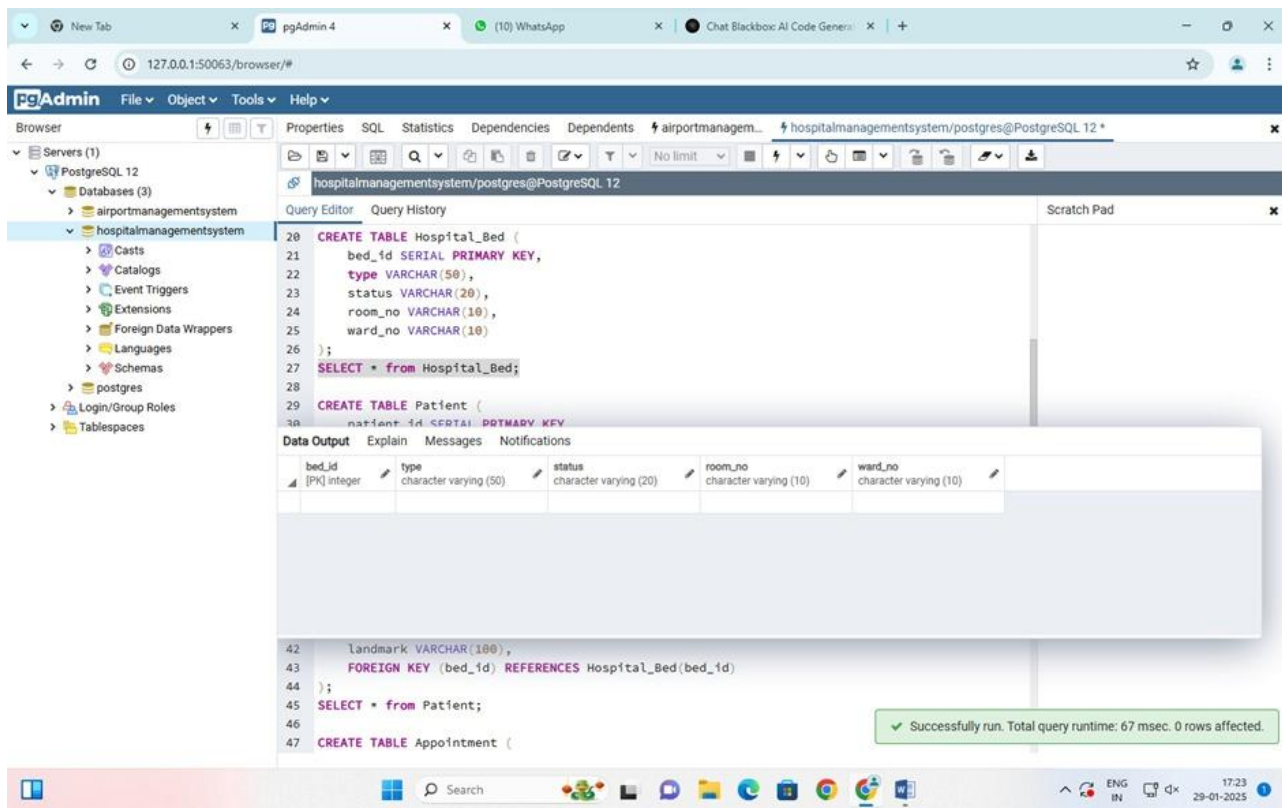 New Tab
pgAdmin 4
(10) WhatsApp
Chat Blackbox: AI Code Genera
127.0.0.1:50063/browser/#
pgAdmin File Object Tools Help
Browser
Properties SQL Statistics Dependencies Dependents airportmanagem... hospitalmanagementsystem/postgres@PostgreSQL 12 *
Servers (1)
PostgreSQL 12
Databases (3)
airportmanagementsystem
hospitalmanagementsystem
Casts
Catalogs
Event Triggers
Extensions
Foreign Data Wrappers
Languages
Schemas
postgres
Login/Group Roles
Tablespaces
No limit
hospitalmanagementsystem/postgres@PostgreSQL 12
Query Editor Query History
Scratch Pad
20 CREATE TABLE Hospital_Bed (
21 bed_id SERIAL PRIMARY KEY,
22 type VARCHAR(50),
23 status VARCHAR(20),
24 room_no VARCHAR(10),
25 ward_no VARCHAR(10)
26 );
27 SELECT * from Hospital_Bed;
28
29 CREATE TABLE Patient (
30 patient_id SERIAL PRIMARY KEY
Data Output Explain Messages Notifications
bed_id type status room_no ward_no
[PK] integer character varying (50) character varying (20) character varying (10) character varying (10)
42 landmark VARCHAR(100),
43 FOREIGN KEY (bed_id) REFERENCES Hospital_Bed(bed_id)
44 );
45 SELECT * from Patient;
46
47 CREATE TABLE Appointment (
Successfully run. Total query runtime: 67 msec. 0 rows affected.
Search
ENG
IN
17:23
29-01-2025